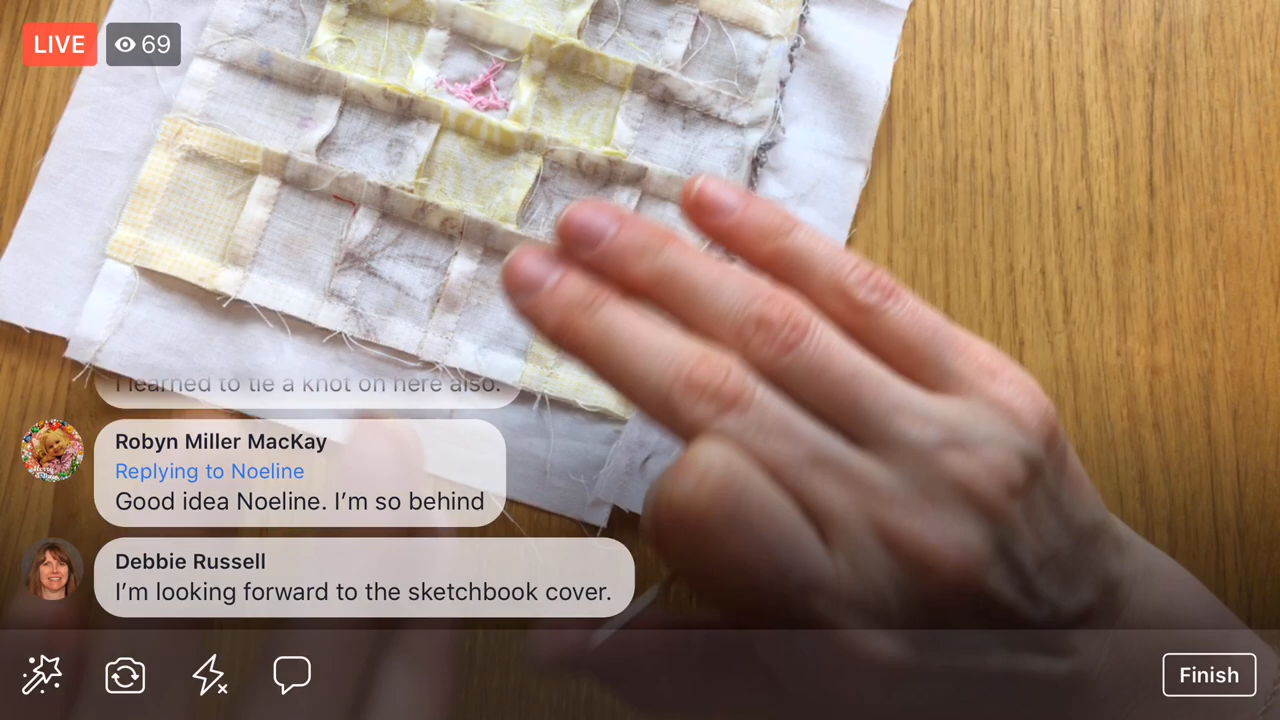 LIVE 69
I learned to tie a knot on here also.
Robyn Miller MacKay
Replying to Noeline
Good idea Noeline. I’m so behind
Debbie Russell
I’m looking forward to the sketchbook cover.
Finish